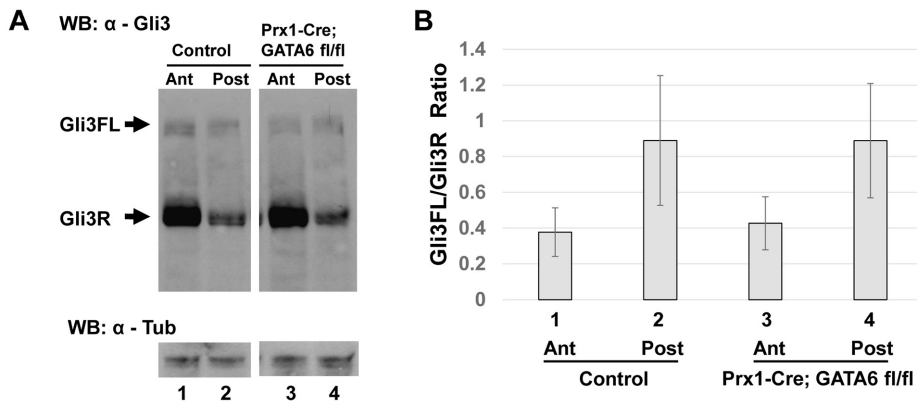 A
WB: α - Gli3
Control
Prx1-Cre;
GATA6 fl/fl
Ant Post Ant Post
Gli3FL
Gli3R
WB: α - Tub
1 2 3 4
B
Gli3FL/Gli3R Ratio
1.4
1.2
1
0.8
0.6
0.4
0.2
0
1 2 3 4
Ant Post Ant Post
Control Prx1-Cre; GATA6 fl/fl